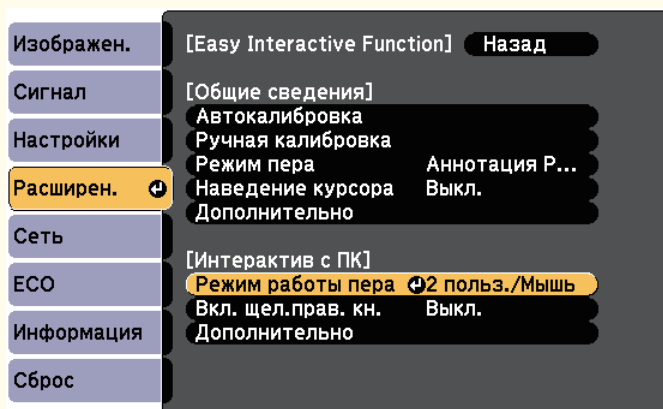 Изображен.
Сигнал
Настройки
Расширен.
Сеть
ECO
Информация
Сброс
[Easy Interactive Function] Назад
[Общие сведения]
Автокалибровка
Ручная калибровка
Режим пера Аннотация P...
Наведение курсора Выкл.
Дополнительно
[Интерактив с ПК]
Режим работы пера 2 польз./Мышь
Вкл. щел.прав. кн. Выкл.
Дополнительно